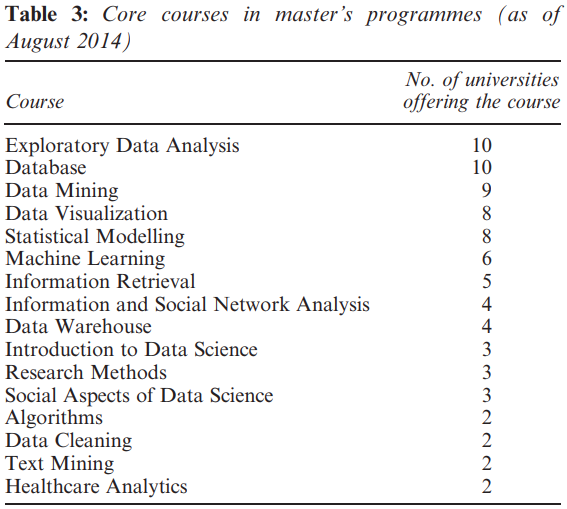 Table 3: Core courses in master's programmes (as of
August 2014)
No. of universities
Course offering the course
Exploratory Data Analysis 10
Database 10
Data Mining 9
Data Visualization 8
Statistical Modelling 8
Machine Learning 6
Information Retrieval 5
Information and Social Network Analysis 4
Data Warehouse 4
Introduction to Data Science 3
Research Methods 3
Social Aspects of Data Science 3
Algorithms 2
Data Cleaning 2
Text Mining 2
Healthcare Analytics 2